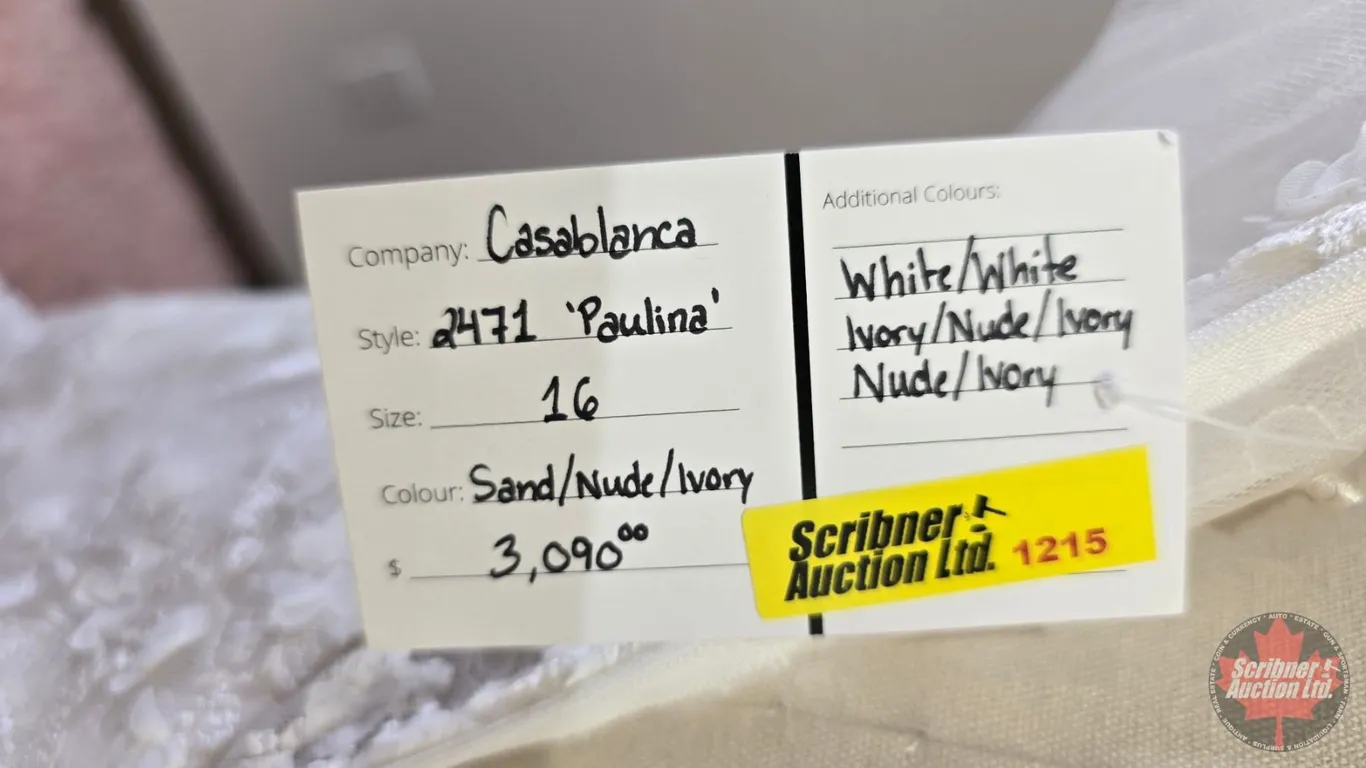 Company: Casablanca
Style: 2471 'Paulina'
Size: 16
Colour: Sand/Nude/Ivory
$ 3,090.00
Additional Colours:
White/White
Ivory/Nude/Ivory
Nude/Ivory
Scribner
Auction Ltd. 1215
Scribner
Auction Ltd.